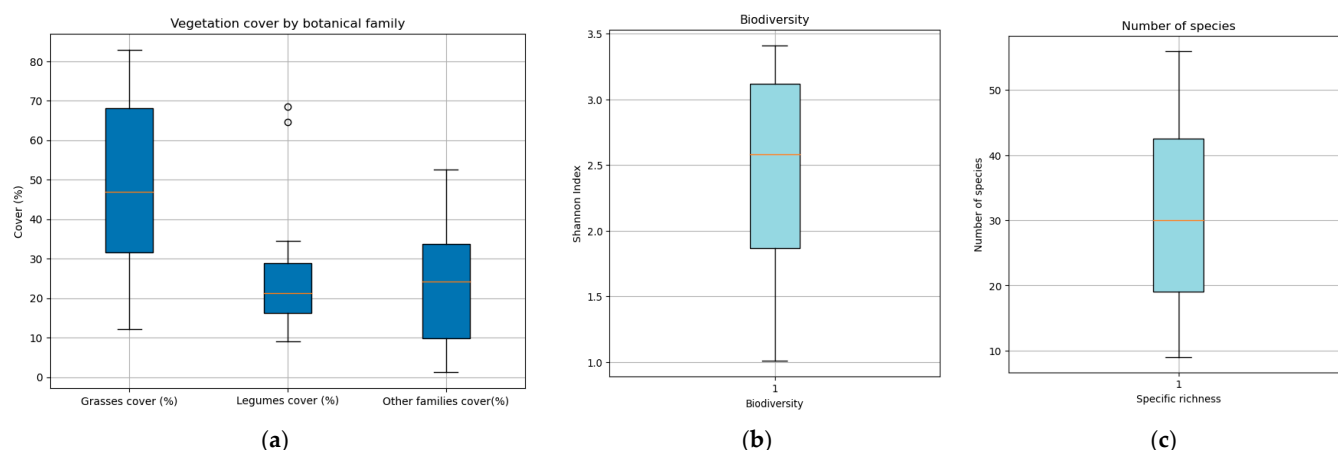 Vegetation cover by botanical family
Cover (%)
80
70
60
50
40
30
20
10
0
Grasses cover (%) Legumes cover (%) Other families cover(%)
(a)
Biodiversity
Shannon Index
3.5
3.0
2.5
2.0
1.5
1.0
1
Biodiversity
(b)
Number of species
Number of species
50
40
30
20
10
1
Specific richness
(c)